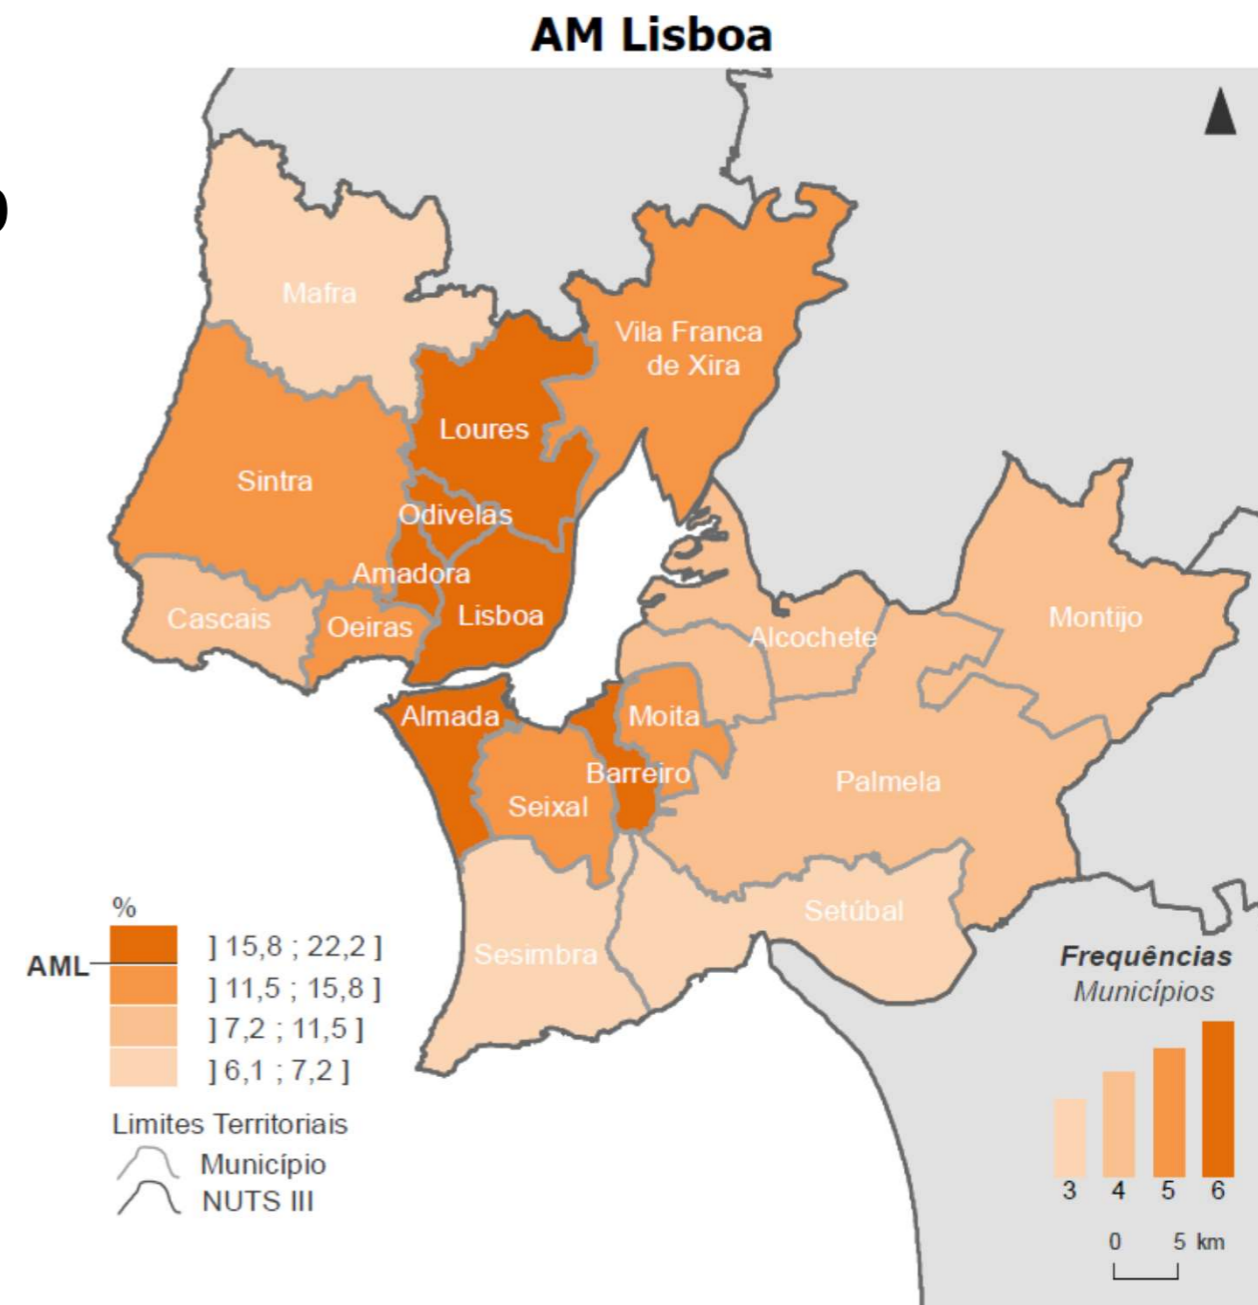 AM Lisboa
Mafra
Vila Franca
de Xira
Loures
Sintra
Odivelas
Amadora
Cascais
Oeiras
Lisboa
Alcochete
Montijo
Almada
Moita
Barreiro
Seixal
Palmela
Setúbal
Sesimbra
%
AML
] 15,8 ; 22,2 ]
] 11,5 ; 15,8 ]
] 7,2 ; 11,5 ]
] 6,1 ; 7,2 ]
Limites Territoriais
Município
NUTS III
Frequências
Municípios
3 4 5 6
0 5 km